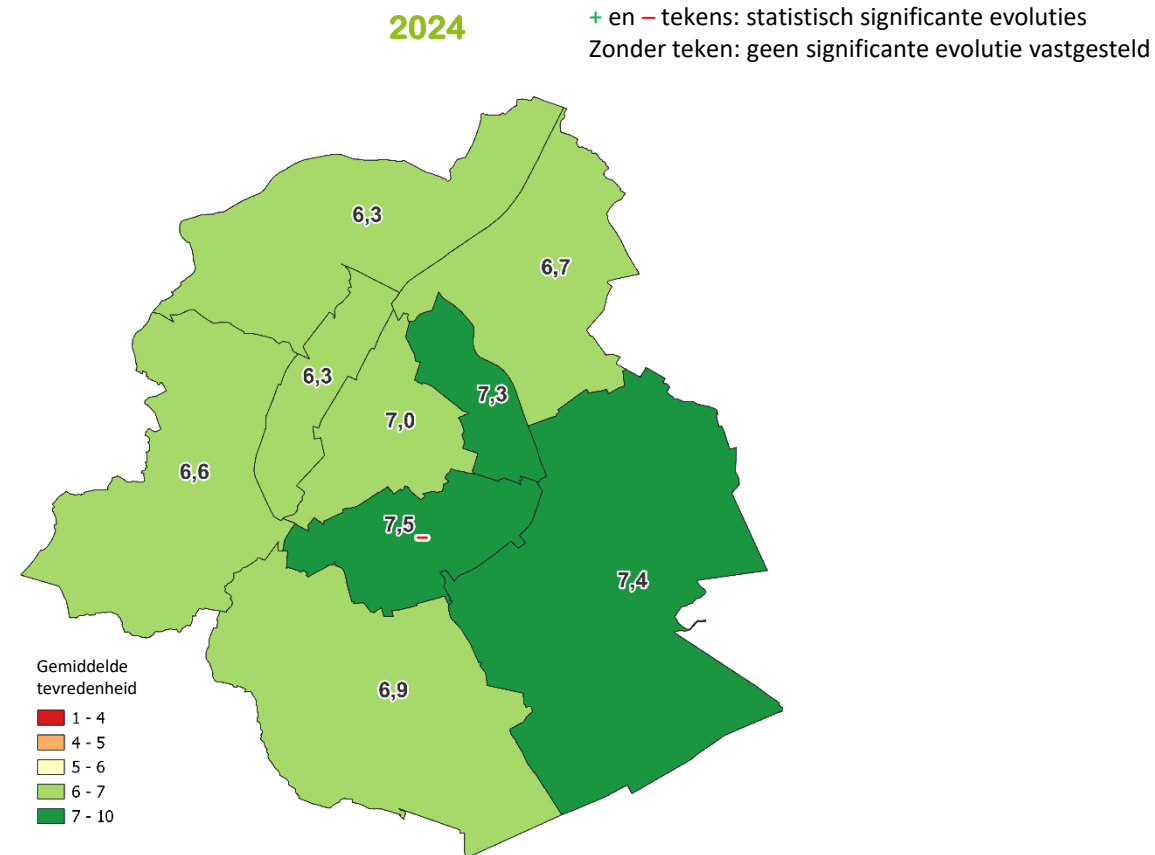 2024
+ en – tekens: statistisch significante evoluties
Zonder teken: geen significante evolutie vastgesteld
6,3
6,7
6,3
7,3
7,0
6,6
7,5 –
7,4
6,9
Gemiddelde
tevredenheid
1 - 4
4 - 5
5 - 6
6 - 7
7 - 10